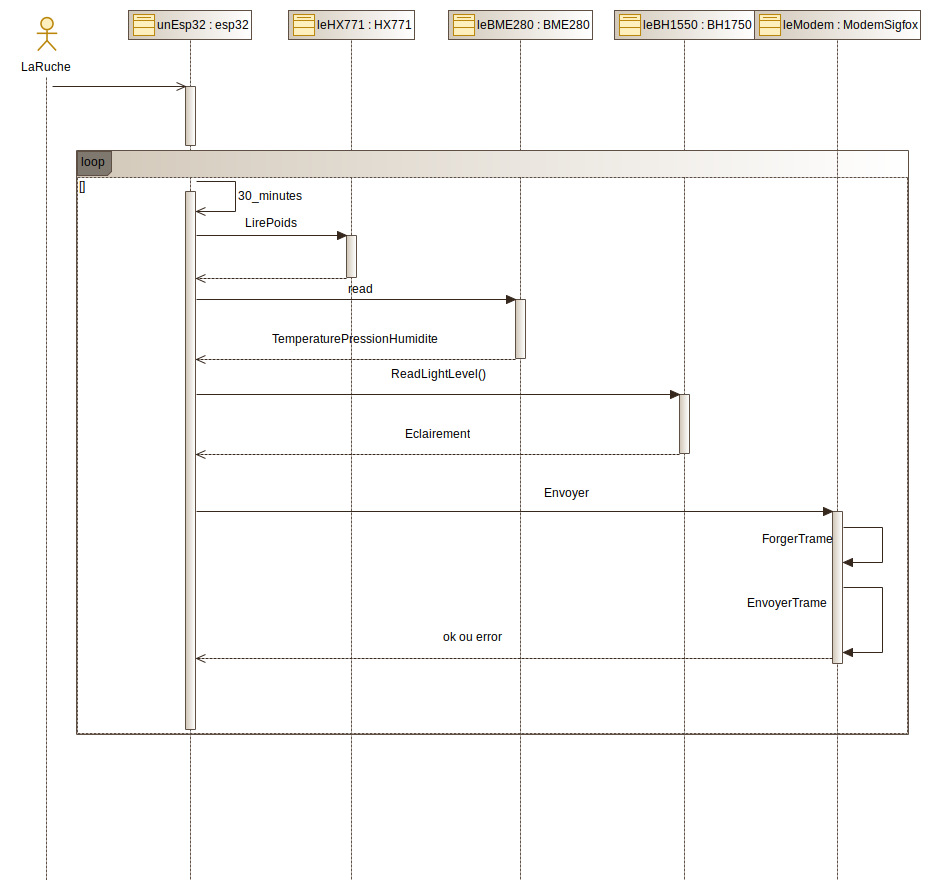 unEsp32 : esp32
leHX771 : HX771
leBME280 : BME280
leBH1550 : BH1750
leModem : ModemSigfox
LaRuche
loop
[]
30_minutes
LirePoids
read
TemperaturePressionHumidite
ReadLightLevel()
Eclairement
Envoyer
ForgerTrame
EnvoyerTrame
ok ou error